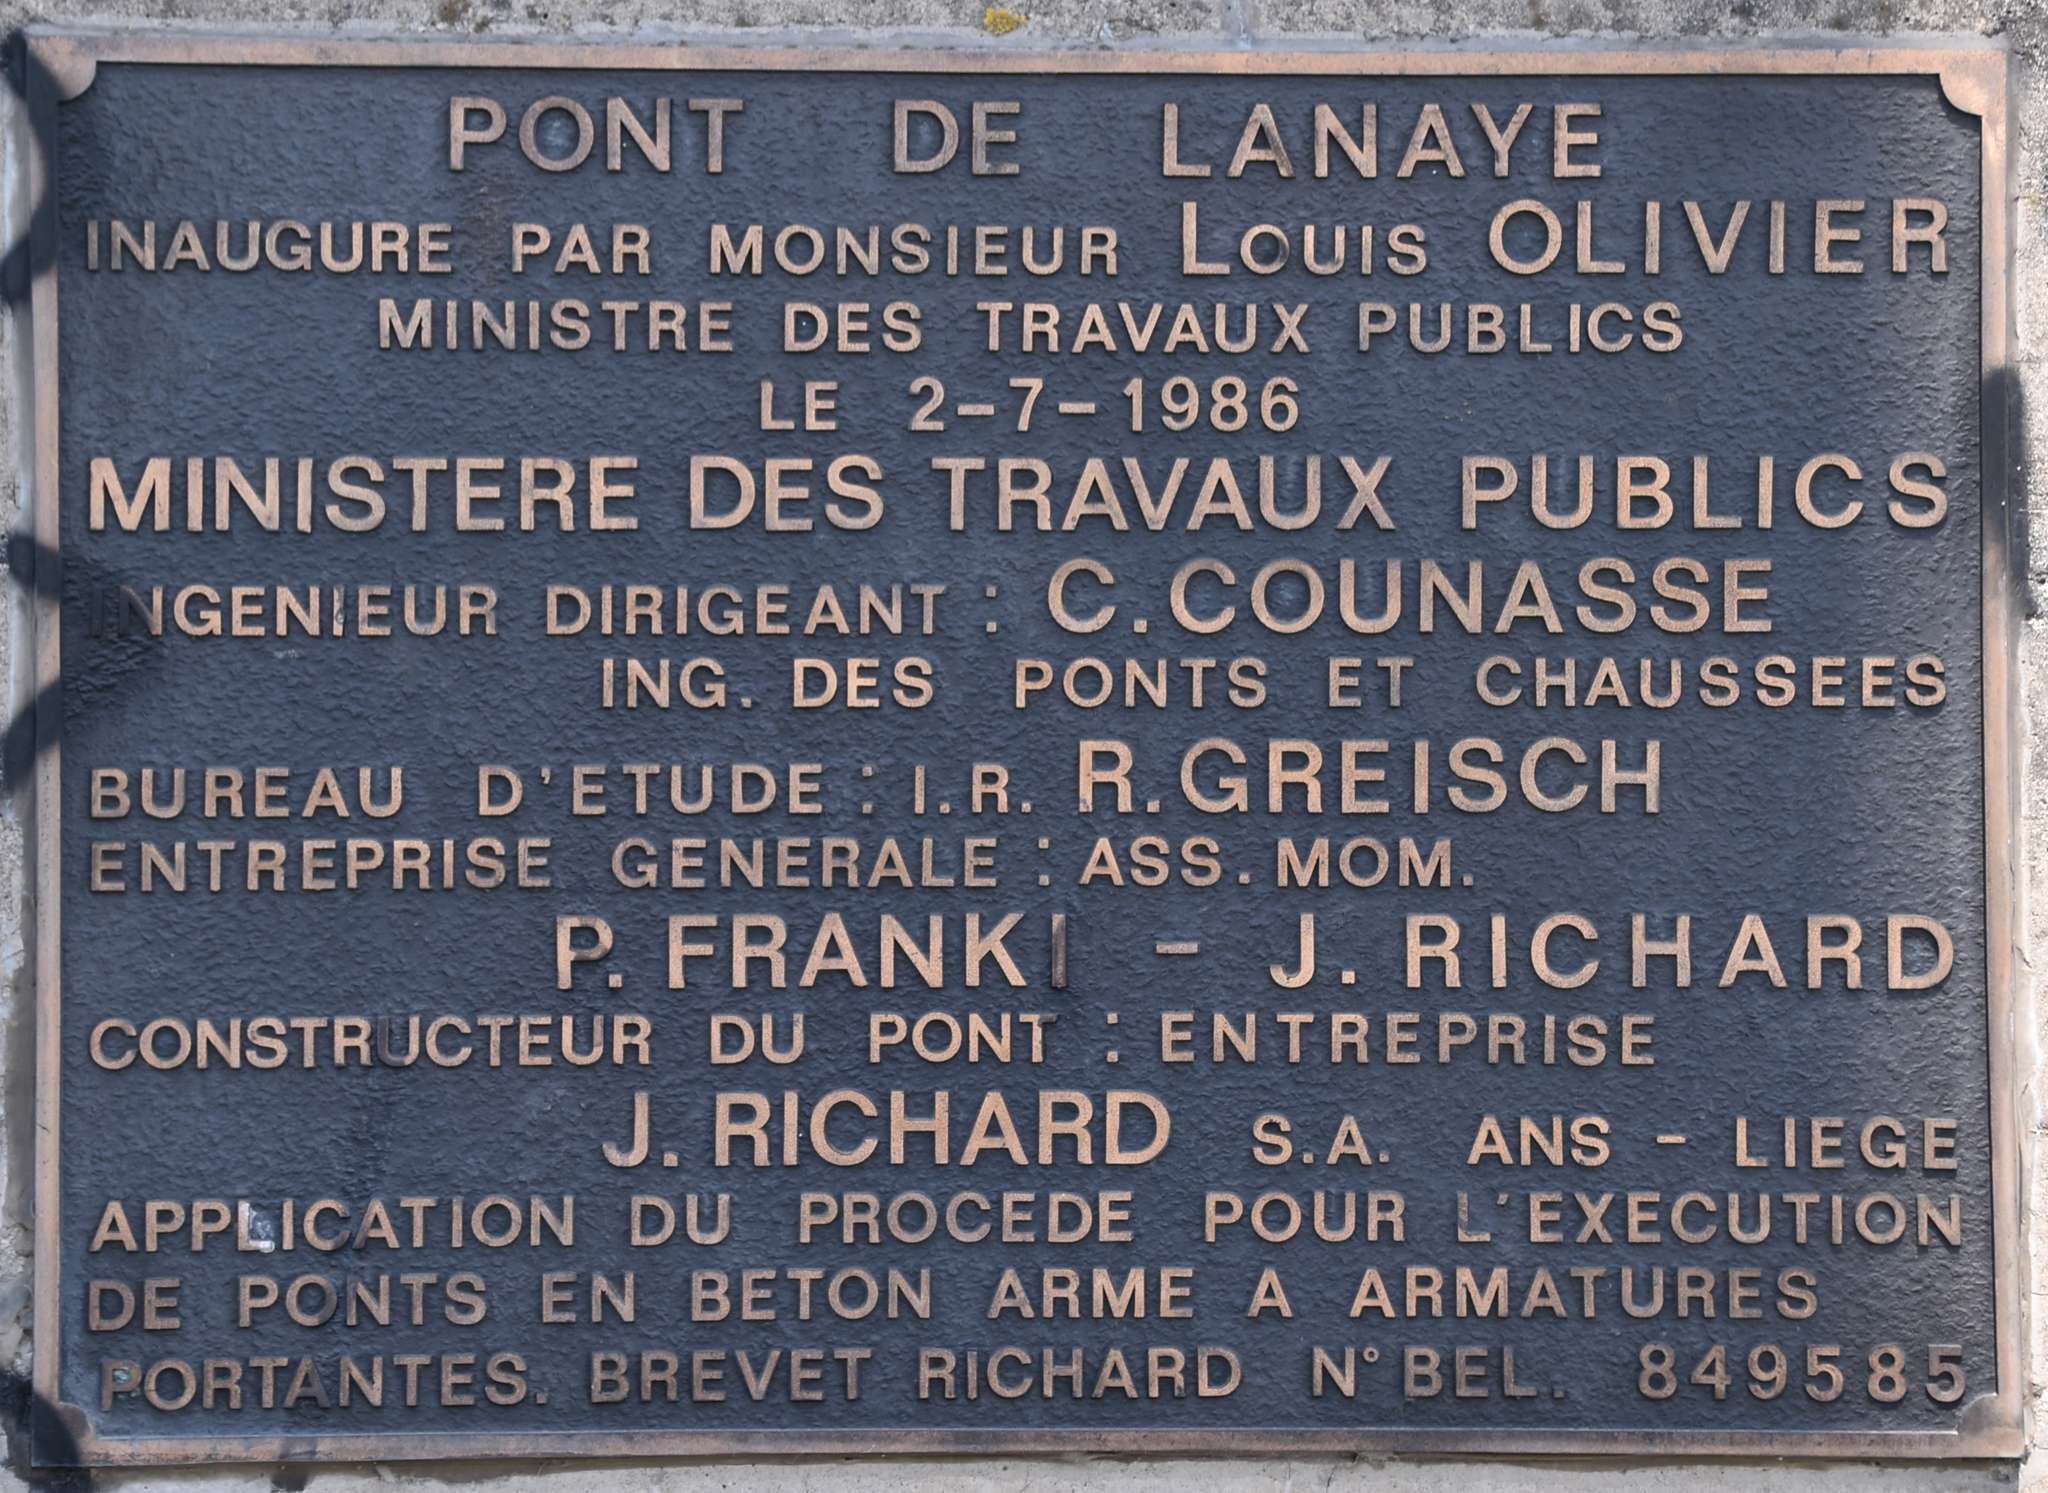 PONT DE LANAYE
INAUGURE PAR MONSIEUR LOUIS OLIVIER
MINISTRE DES TRAVAUX PUBLICS
LE 2-7-1986
MINISTERE DES TRAVAUX PUBLICS
INGENIEUR DIRIGEANT : C. COUNASSE
ING. DES PONTS ET CHAUSSEES
BUREAU D'ETUDE : I.R. R. GREISCH
ENTREPRISE GENERALE : ASS. MOM.
P. FRANKI - J. RICHARD
CONSTRUCTEUR DU PONT : ENTREPRISE
J. RICHARD S.A. ANS - LIEGE
APPLICATION DU PROCEDE POUR L'EXECUTION
DE PONTS EN BETON ARME A ARMATURES
PORTANTES. BREVET RICHARD N° BEL. 849585